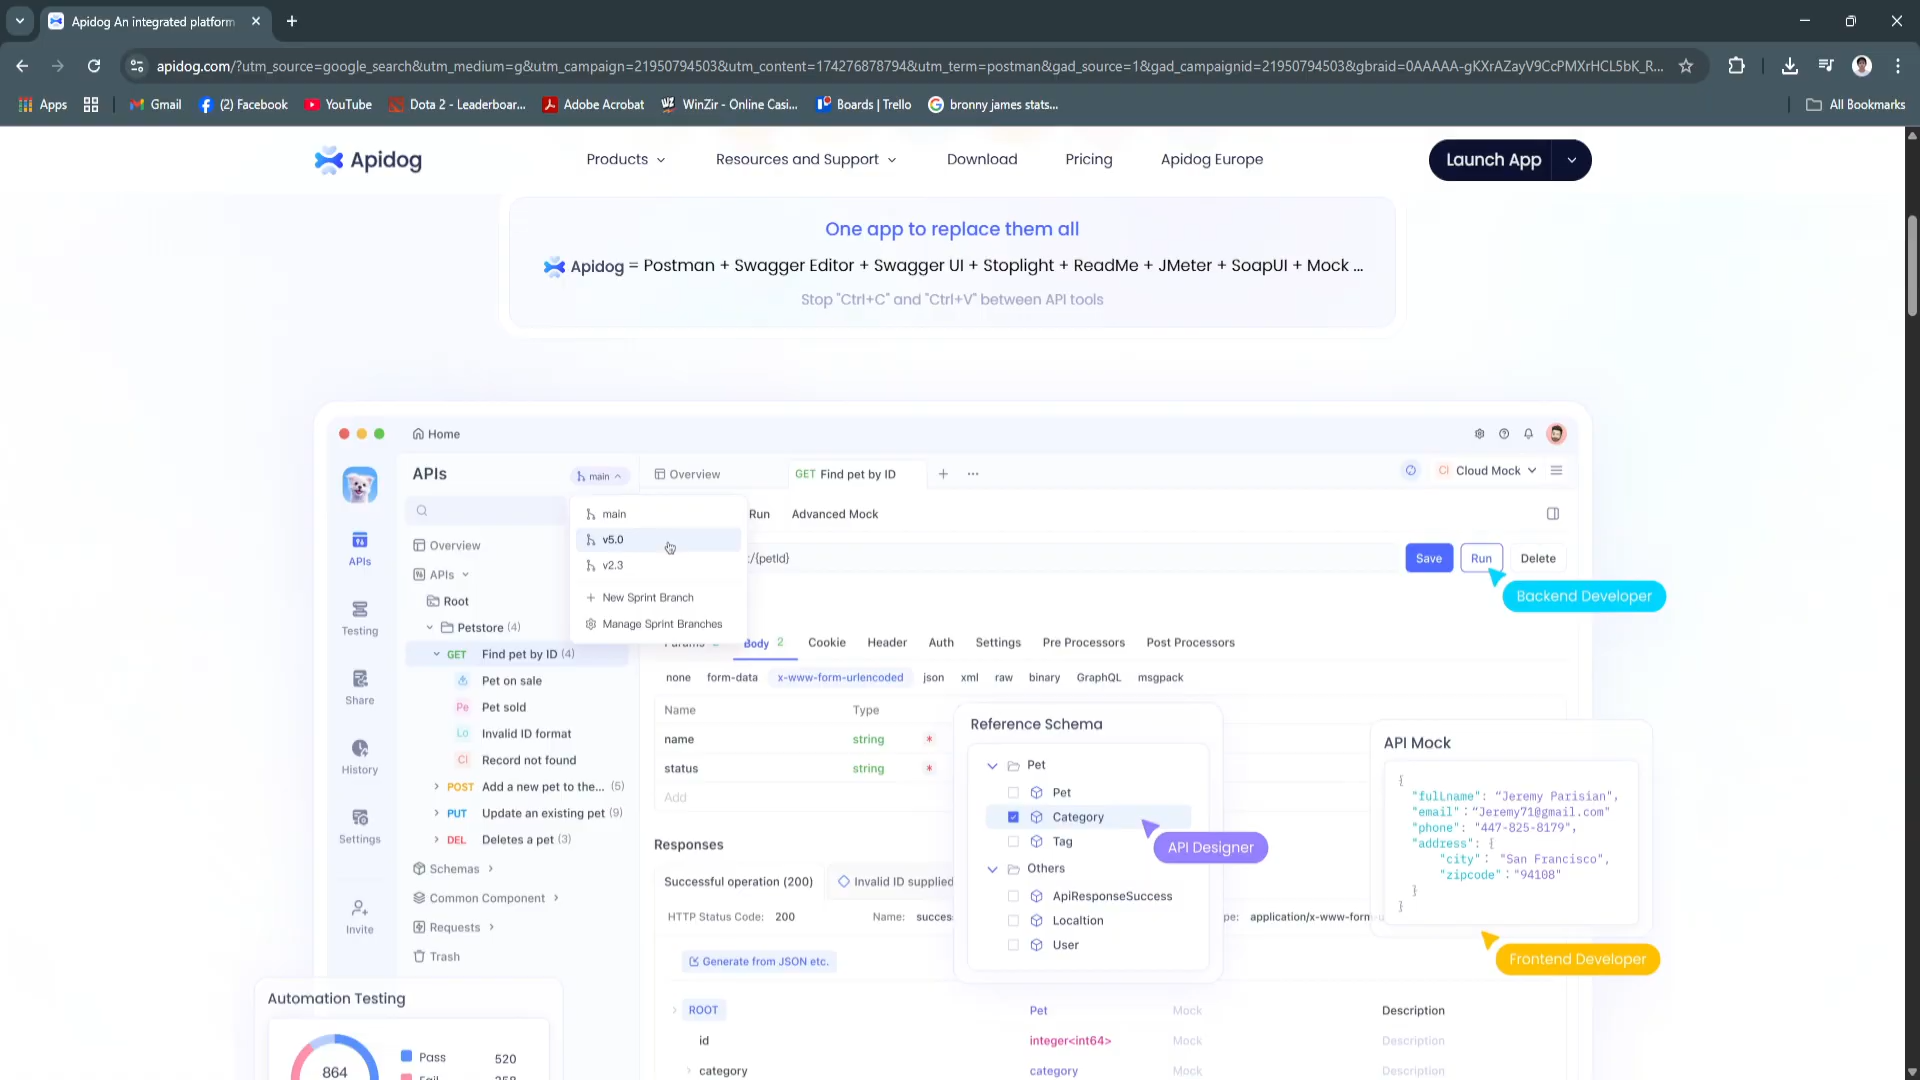 Apidog An integrated platform
apidog.com/?utm_source=google_search&utm_medium=g&utm_campaign=21950794503&utm_content=174276878794&utm_term=postman&gad_source=1&gad_campaignid=21950794503&gbraid=0AAAAA-gKXrAZayV9CcPMXrHCL5bK_R...
Apps
Gmail
(2) Facebook
YouTube
Dota 2 - Leaderboar...
Adobe Acrobat
WinZir - Online Casi...
Boards | Trello
bronny james stats...
All Bookmarks
Apidog
Products
Resources and Support
Download
Pricing
Apidog Europe
Launch App
One app to replace them all
Apidog = Postman + Swagger Editor + Swagger UI + Stoplight + ReadMe + JMeter + SoapUI + Mock ...
Stop "Ctrl+C" and "Ctrl+V" between API tools
Home
APIs
main
Overview
GET Find pet by ID
Cloud Mock
main
v5.0
v2.3
New Sprint Branch
Manage Sprint Branches
Run
Advanced Mock
:/{petId}
Save
Run
Delete
Backend Developer
APIs
Testing
Share
History
Settings
Invite
Overview
APIs
Root
Petstore (4)
GET Find pet by ID (4)
Pet on sale
Pe Pet sold
Lo Invalid ID format
CI Record not found
POST Add a new pet to the... (5)
PUT Update an existing pet (9)
DEL Deletes a pet (3)
Schemas
Common Component
Requests
Trash
Body 2
Cookie
Header
Auth
Settings
Pre Processors
Post Processors
none
form-data
x-www-form-urlencoded
json
xml
raw
binary
GraphQL
msgpack
Name
Type
name
string
*
status
string
*
Add
Responses
Successful operation (200)
Invalid ID supplied
HTTP Status Code: 200
Name: succes
pe: application/x-www-form-u
Generate from JSON etc.
ROOT
Pet
Mock
Description
id
integer<int64>
Mock
Description
category
category
Mock
Description
Reference Schema
Pet
Pet
Category
Tag
Others
ApiResponseSuccess
Localtion
User
API Designer
API Mock
{
"fulLname": "Jeremy Parisian",
"email":"Jeremy71@gmail.com"
"phone": "447-825-8179",
"address": {
"city": "San Francisco",
"zipcode":"94108"
}
}
Frontend Developer
Automation Testing
864
Pass
520